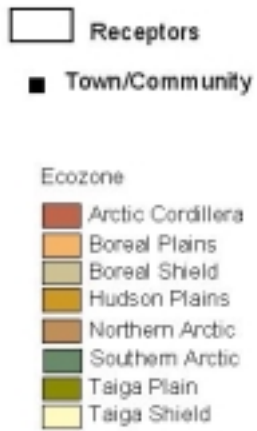 Receptors
Town/Community
Ecozone
Arctic Cordillera
Boreal Plains
Boreal Shield
Hudson Plains
Northern Arctic
Southern Arctic
Taiga Plain
Taiga Shield